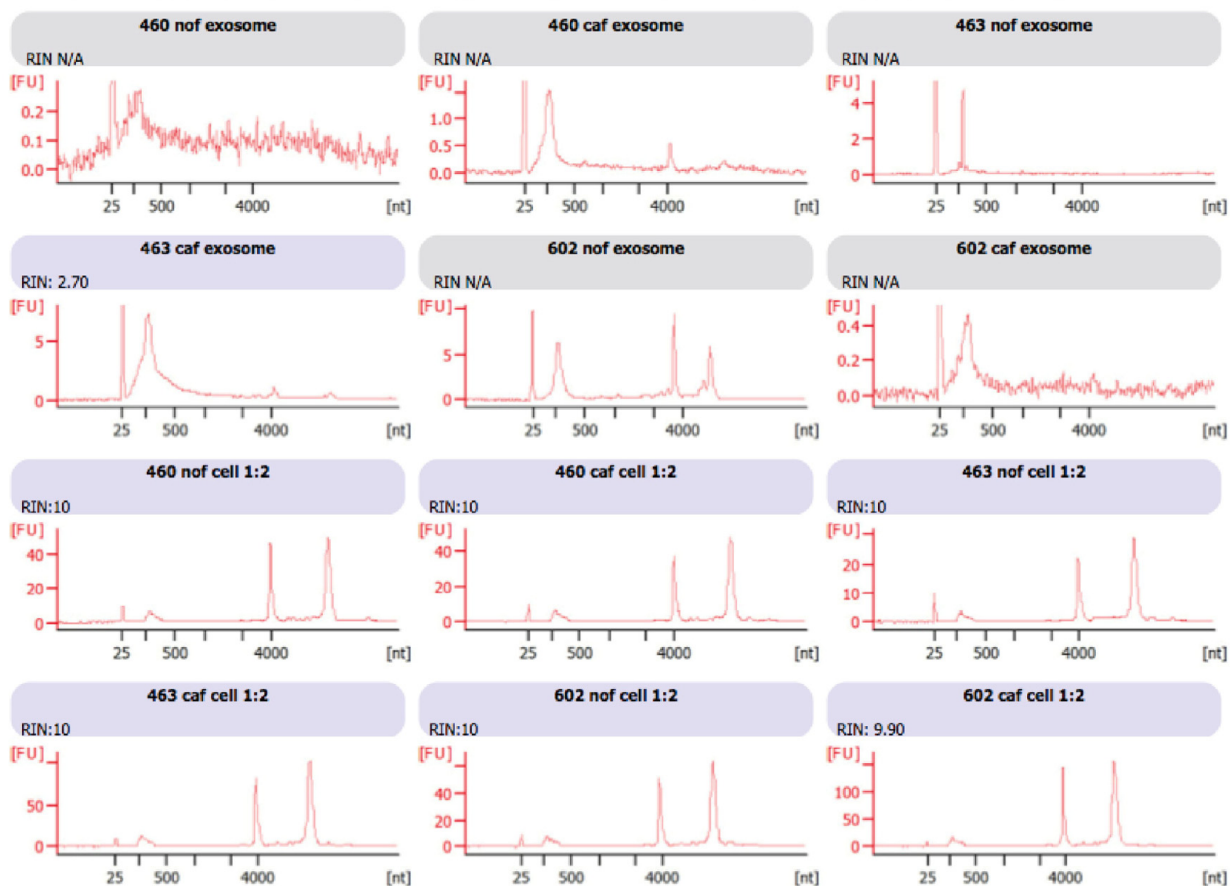 460 nof exosome
RIN N/A
[FU]
0.2
0.1
0.0
25 500 4000 [nt]
460 caf exosome
RIN N/A
[FU]
1.0
0.5
0.0
25 500 4000 [nt]
463 nof exosome
RIN N/A
[FU]
4
2
0
25 500 4000 [nt]
463 caf exosome
RIN: 2.70
[FU]
5
0
25 500 4000 [nt]
602 nof exosome
RIN N/A
[FU]
10
5
0
25 500 4000 [nt]
602 caf exosome
RIN N/A
[FU]
0.4
0.2
0.0
25 500 4000 [nt]
460 nof cell 1:2
RIN:10
[FU]
40
20
0
25 500 4000 [nt]
460 caf cell 1:2
RIN:10
[FU]
40
20
0
25 500 4000 [nt]
463 nof cell 1:2
RIN:10
[FU]
20
10
0
25 500 4000 [nt]
463 caf cell 1:2
RIN:10
[FU]
50
0
25 500 4000 [nt]
602 nof cell 1:2
RIN:10
[FU]
40
20
0
25 500 4000 [nt]
602 caf cell 1:2
RIN: 9.90
[FU]
100
50
0
25 500 4000 [nt]